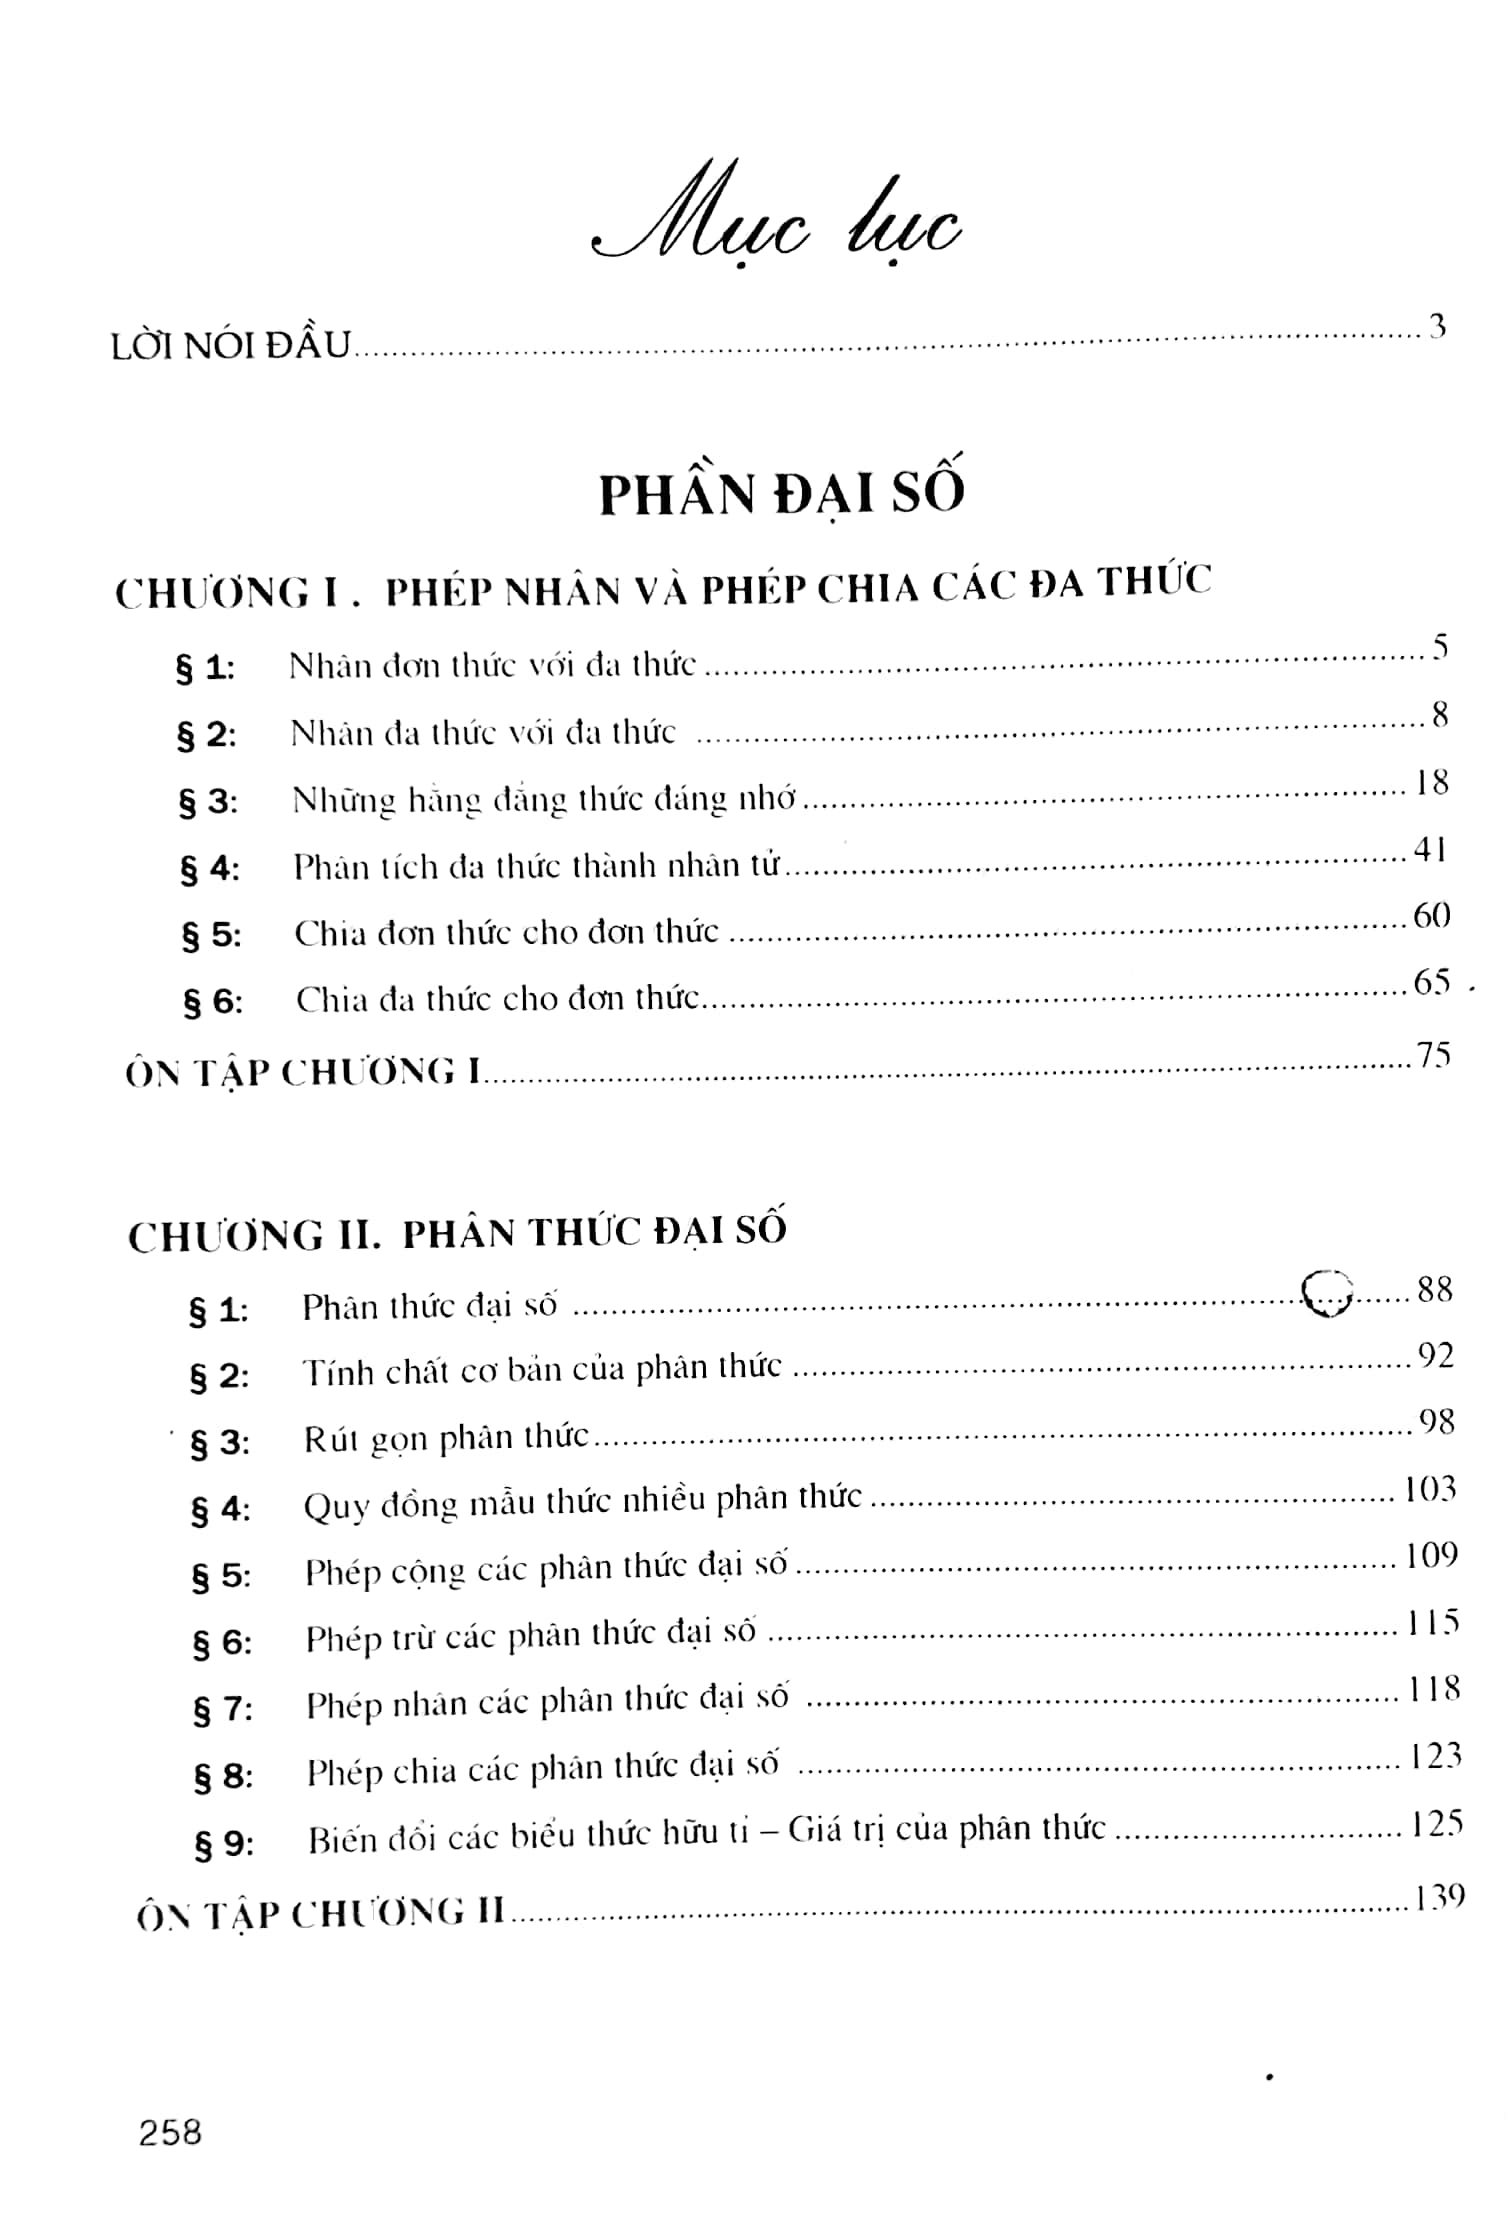 Mục lục
LỜI NÓI ĐẦU........................3
PHẦN ĐẠI SỐ
CHƯƠNG I . PHÉP NHÂN VÀ PHÉP CHIA CÁC ĐA THỨC
§ 1: Nhân đơn thức với đa thức........................5
§ 2: Nhân đa thức với đa thức ........................8
§ 3: Những hằng đẳng thức đáng nhớ........................18
§ 4: Phân tích đa thức thành nhân tử........................41
§ 5: Chia đơn thức cho đơn thức ........................60
§ 6: Chia đa thức cho đơn thức........................65
ÔN TẬP CHƯƠNG I........................75
CHƯƠNG II. PHÂN THỨC ĐẠI SỐ
§ 1: Phân thức đại số ........................88
§ 2: Tính chất cơ bản của phân thức ........................92
§ 3: Rút gọn phân thức........................98
§ 4: Quy đồng mẫu thức nhiều phân thức ........................103
§ 5: Phép cộng các phân thức đại số........................109
§ 6: Phép trừ các phân thức đại số ........................115
§ 7: Phép nhân các phân thức đại số ........................118
§ 8: Phép chia các phân thức đại số ........................123
§ 9: Biến đổi các biểu thức hữu tỉ – Giá trị của phân thức ........................125
ÔN TẬP CHƯƠNG II........................139
258